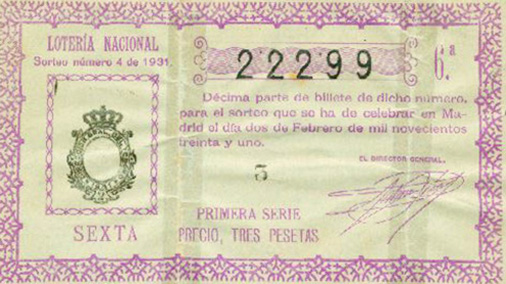 LOTERÍA NACIONAL
Sorteo número 4 de 1931.
22299
6.ª
Décima parte de billete de dicho número,
para el sorteo que se ha de celebrar en Ma-
drid el día dos de Febrero de mil novecientos
treinta y uno.
EL DIRECTOR GENERAL,
5
PRIMERA SERIE
SEXTA
PRECIO, TRES PESETAS